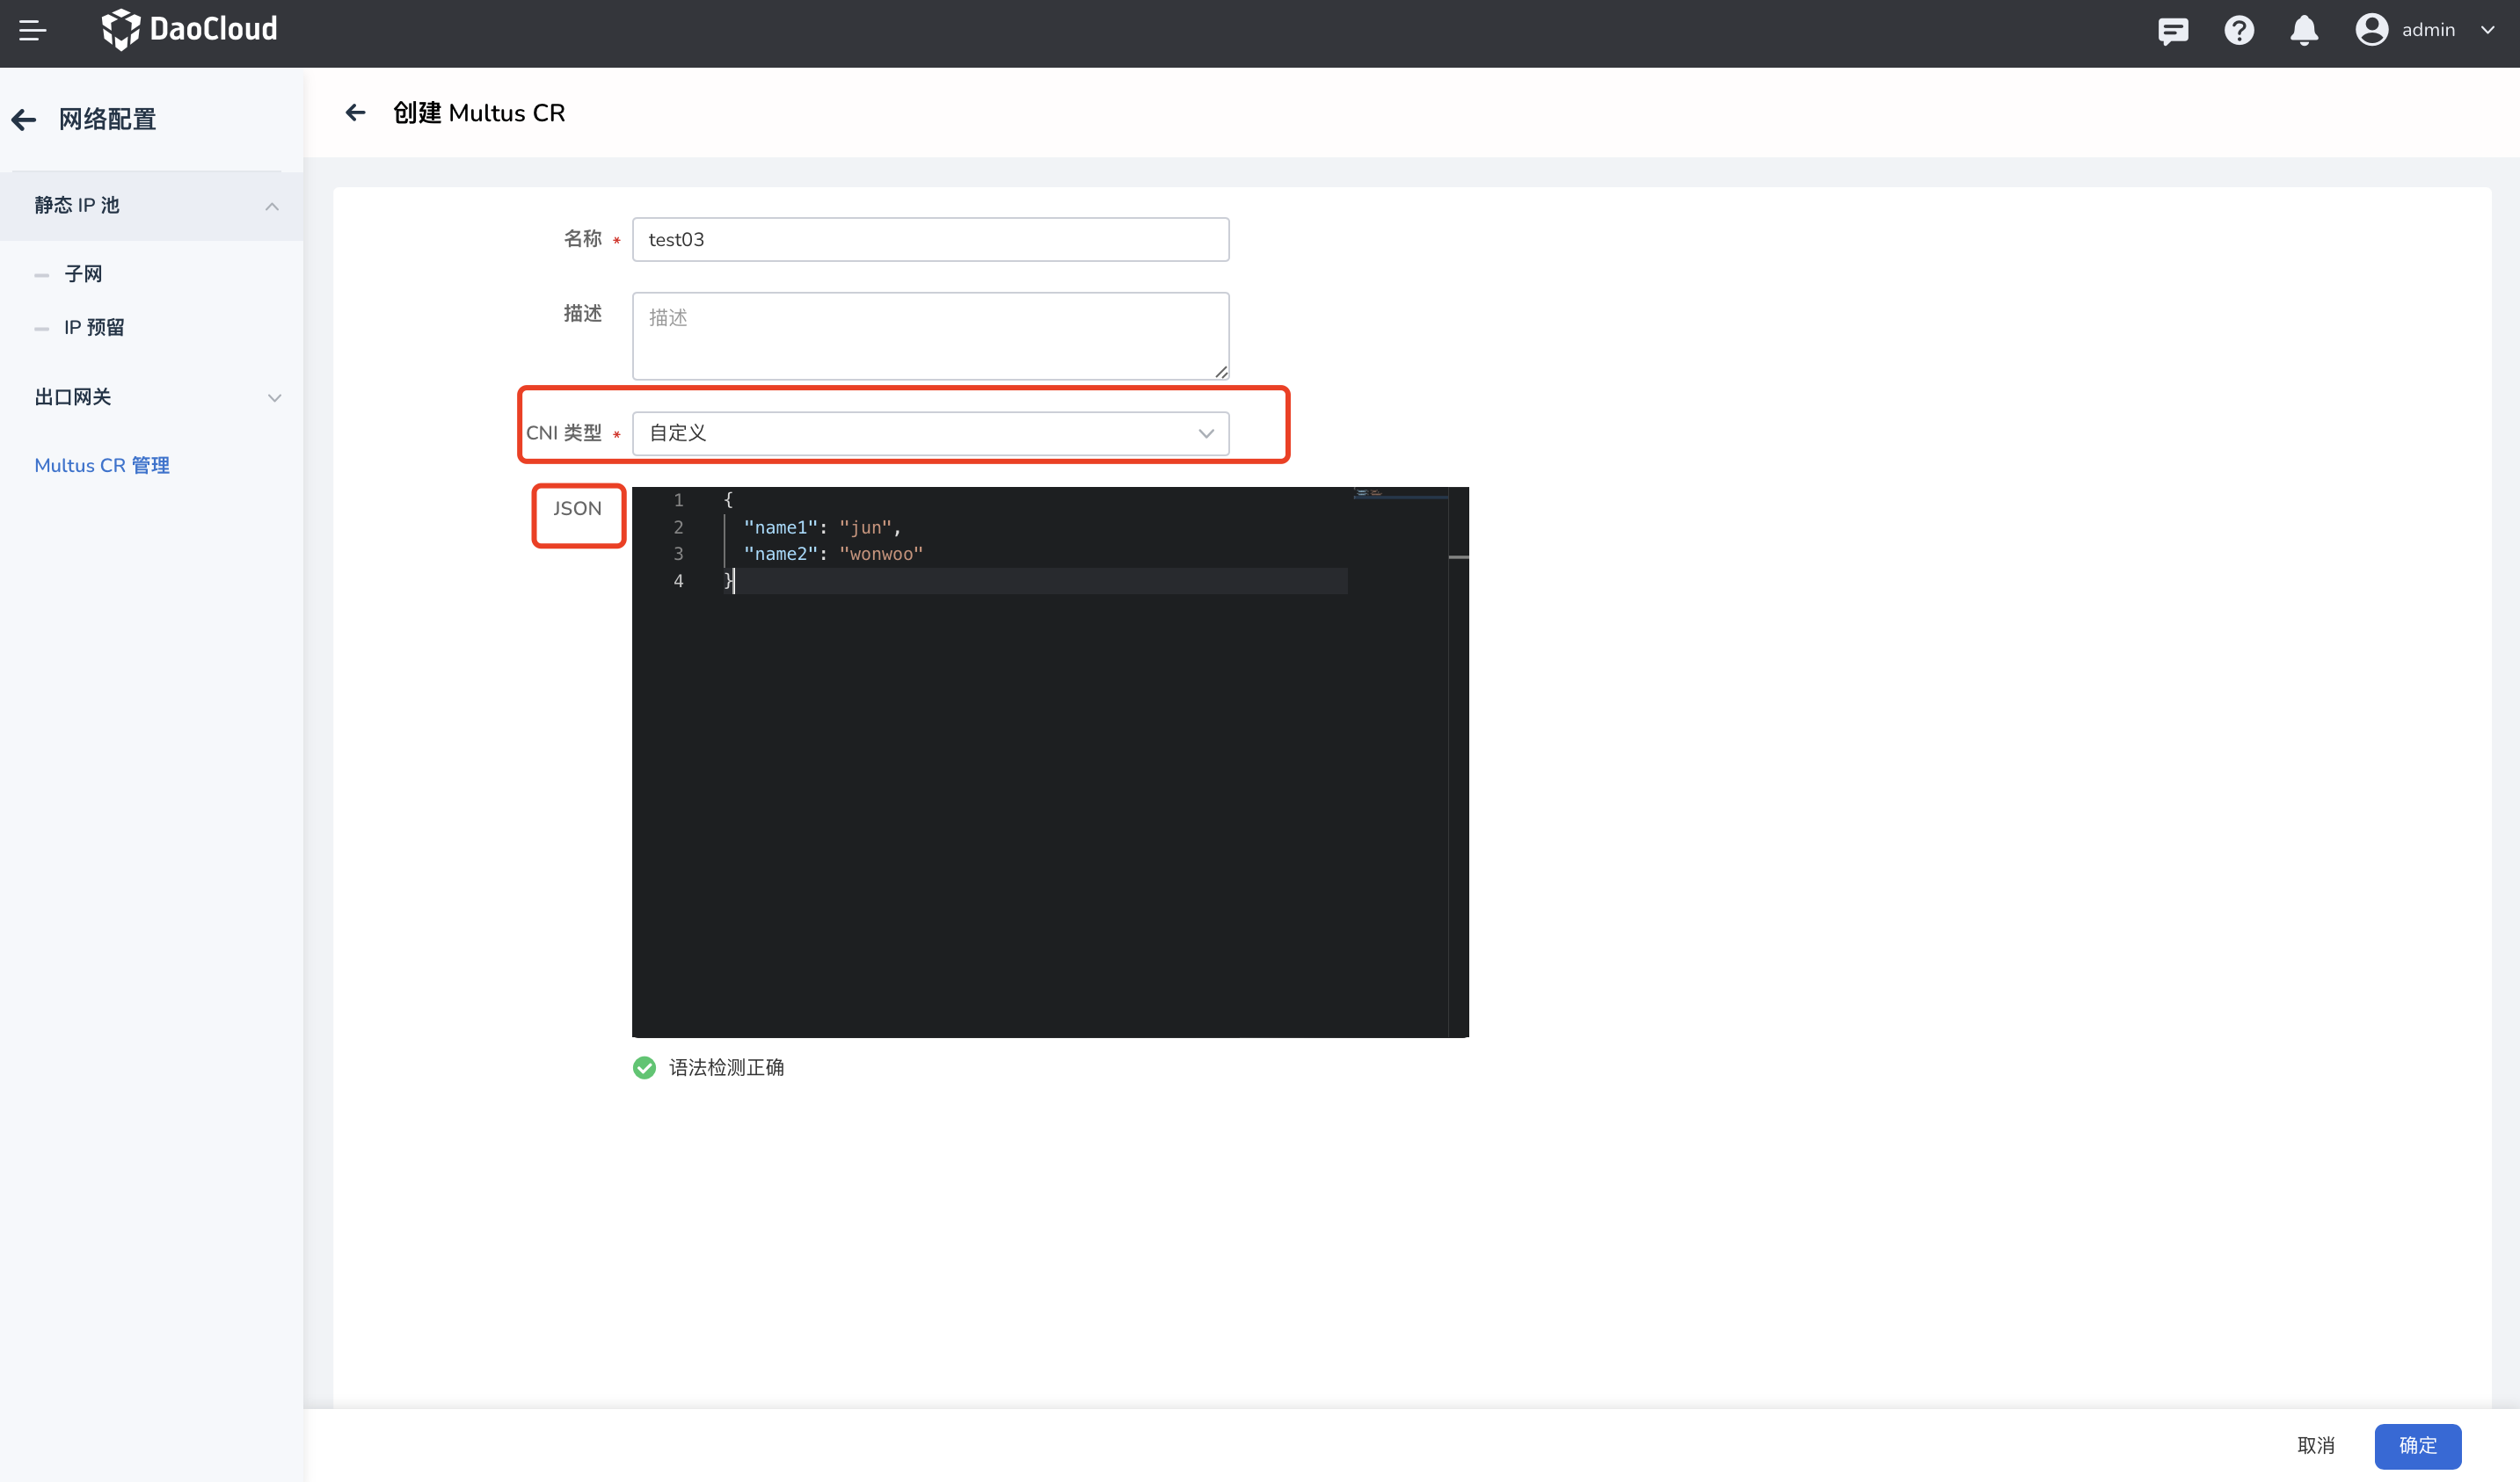 DaoCloud
admin
网络配置
静态 IP 池
子网
IP 预留
出口网关
Multus CR 管理
创建 Multus CR
名称 *
test03
描述
描述
CNI 类型 *
自定义
JSON
1 {
2 "name1": "jun",
3 "name2": "wonwoo"
4 }
语法检测正确
取消
确定